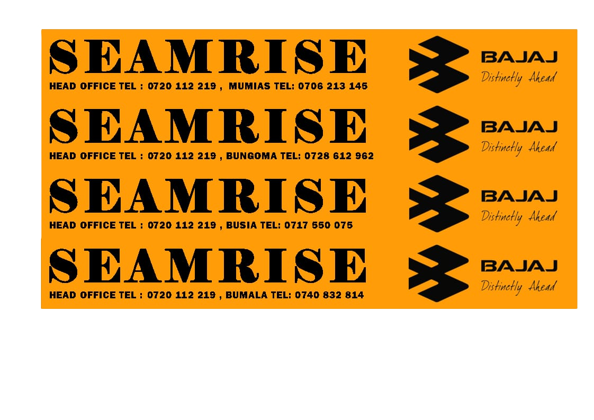 SEAMRISE
BAJAJ
Distinctly Ahead
HEAD OFFICE TEL : 0720 112 219 , MUMIAS TEL: 0706 213 145
SEAMRISE
BAJAJ
Distinctly Ahead
HEAD OFFICE TEL : 0720 112 219 , BUNGOMA TEL: 0728 612 962
SEAMRISE
BAJAJ
Distinctly Ahead
HEAD OFFICE TEL : 0720 112 219 , BUSIA TEL: 0717 550 075
SEAMRISE
BAJAJ
Distinctly Ahead
HEAD OFFICE TEL : 0720 112 219 , BUMALA TEL: 0740 832 814